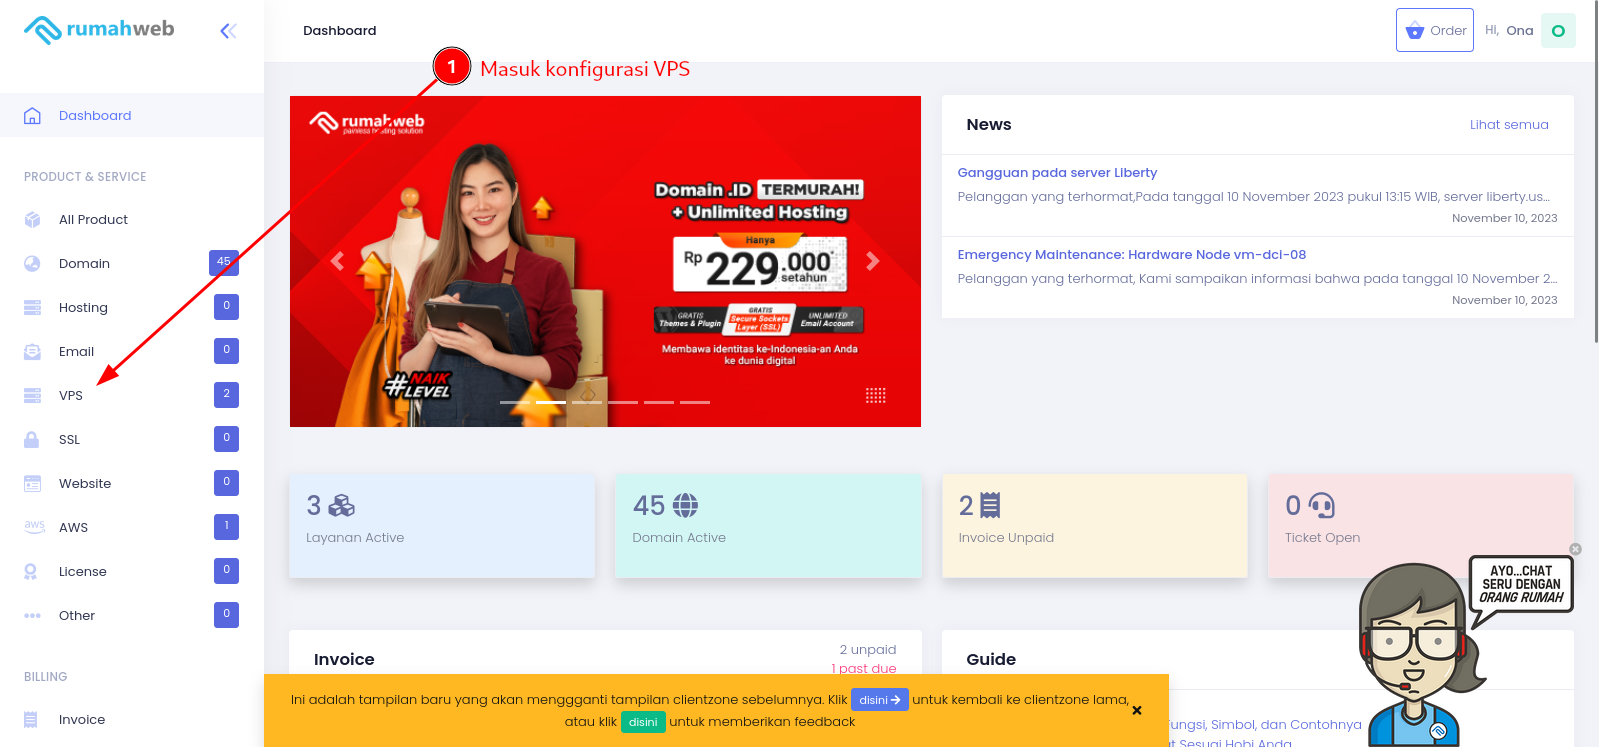 rumahweb
Dashboard
Order
Hi, Ona
O
1
Masuk konfigurasi VPS
Dashboard
PRODUCT & SERVICE
All Product
Domain 45
Hosting 0
Email 0
VPS 2
SSL 0
Website 0
aws AWS 1
License 0
Other 0
BILLING
Invoice
rumahweb
painless hosting solution
Domain .ID TERMURAH!
+ Unlimited Hosting
Hanya
Rp 229.000*
setahun
GRATIS
Themes & Plugin
GRATIS
Secure Sockets
Layer (SSL)
UNLIMITED
Email Account
Membawa identitas ke-Indonesia-an Anda
ke dunia digital
#NAIK
LEVEL
News
Lihat semua
Gangguan pada server Liberty
Pelanggan yang terhormat,Pada tanggal 10 November 2023 pukul 13:15 WIB, server liberty.us...
November 10, 2023
Emergency Maintenance: Hardware Node vm-dci-08
Pelanggan yang terhormat, Kami sampaikan informasi bahwa pada tanggal 10 November 2...
November 10, 2023
3
Layanan Active
45
Domain Active
2
Invoice Unpaid
0
Ticket Open
AYO...CHAT
SERU DENGAN
ORANG RUMAH
Invoice
2 unpaid
1 past due
Guide
ungsi, Simbol, dan Contohnya
t Sesuai Hobi Anda
Ini adalah tampilan baru yang akan menggganti tampilan clientzone sebelumnya. Klik disini → untuk kembali ke clientzone lama,
atau klik disini untuk memberikan feedback